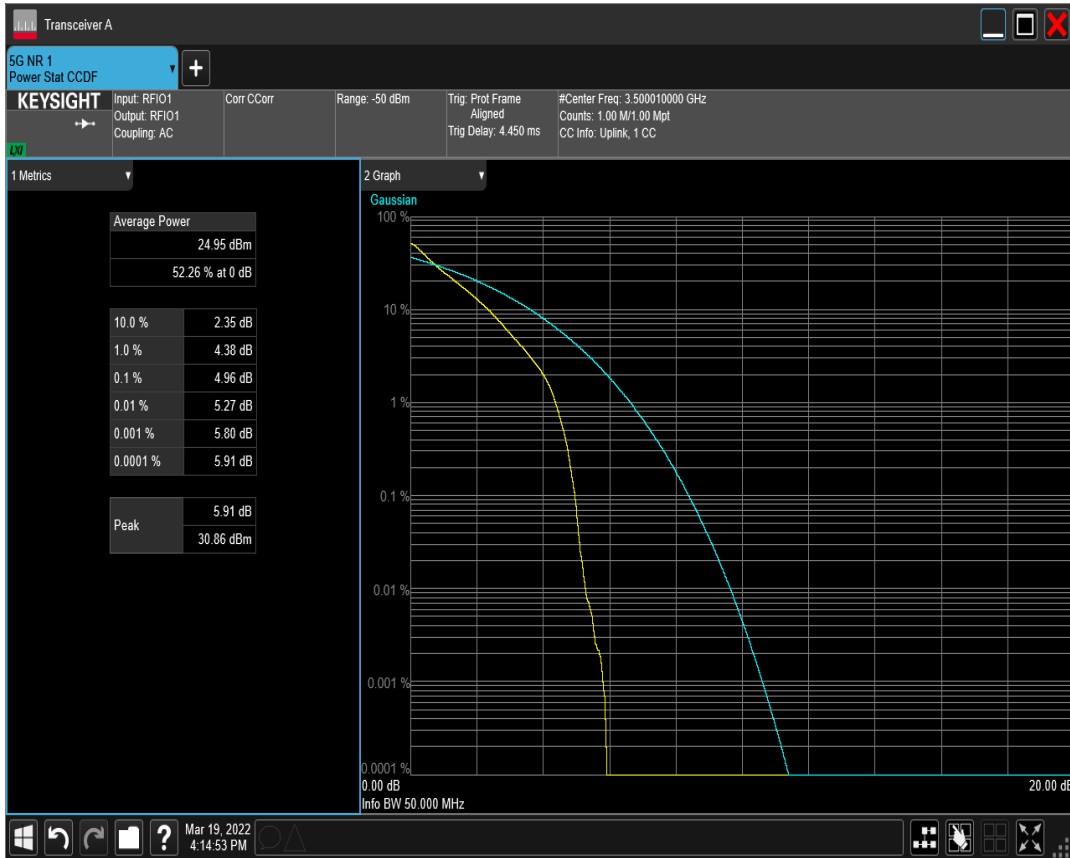 Transceiver A
5G NR 1
Power Stat CCDF
KEYSIGHT
LXI
Input: RFIO1
Output: RFIO1
Coupling: AC
Corr CCorr
Range: -50 dBm
Trig: Prot Frame
Aligned
Trig Delay: 4.450 ms
#Center Freq: 3.500010000 GHz
Counts: 1.00 M/1.00 Mpt
CC Info: Uplink, 1 CC
1 Metrics
Average Power
24.95 dBm
52.26 % at 0 dB
10.0 % 2.35 dB
1.0 % 4.38 dB
0.1 % 4.96 dB
0.01 % 5.27 dB
0.001 % 5.80 dB
0.0001 % 5.91 dB
Peak
5.91 dB
30.86 dBm
2 Graph
Gaussian
100 %
10 %
1 %
0.1 %
0.01 %
0.001 %
0.0001 %
0.00 dB 20.00 dB
Info BW 50.000 MHz
? Mar 19, 2022
4:14:53 PM